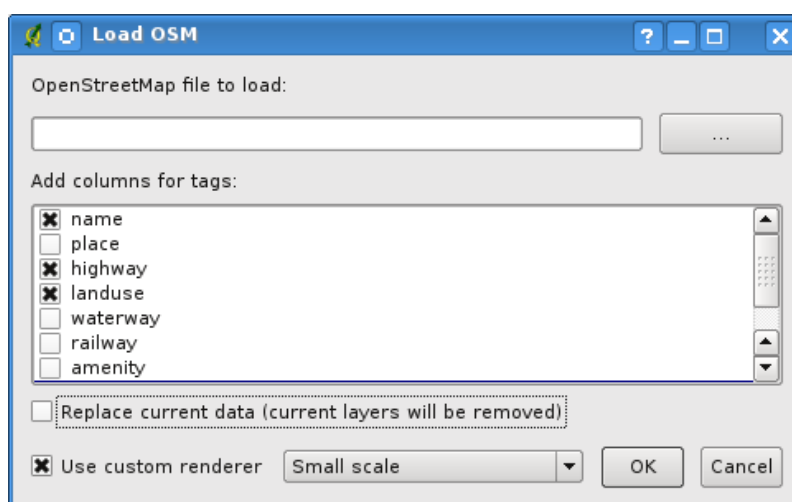 Load OSM
OpenStreetMap file to load:
...
Add columns for tags:
name
place
highway
landuse
waterway
railway
amenity
Replace current data (current layers will be removed)
Use custom renderer Small scale OK Cancel